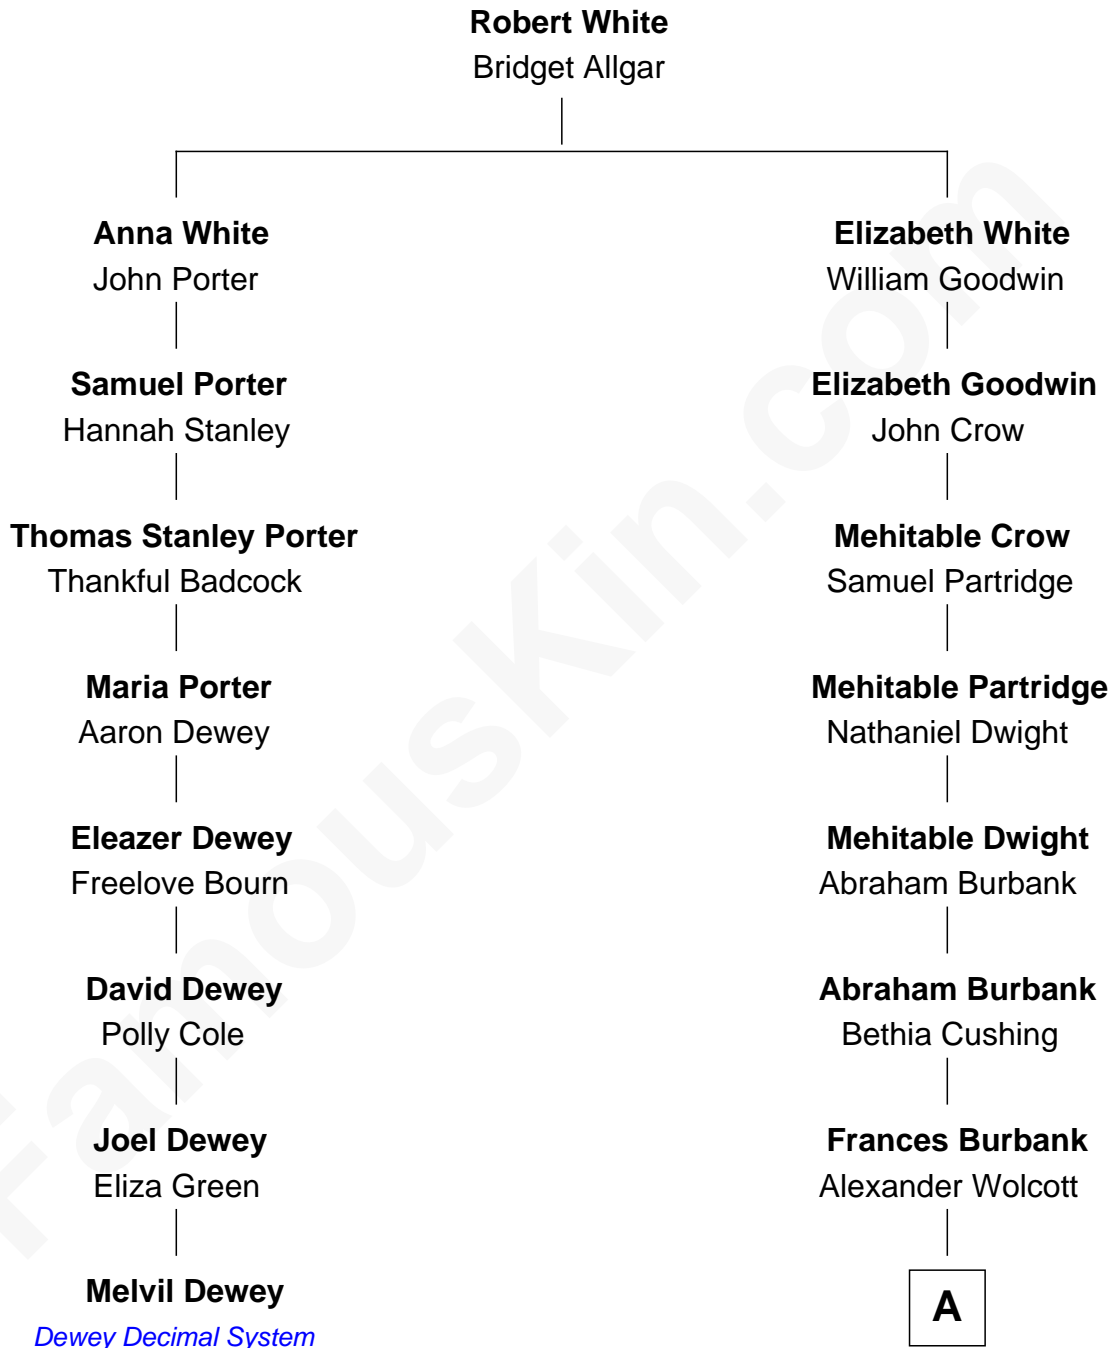 Robert White
Bridget Allgar
Anna White
John Porter
Elizabeth White
William Goodwin
Samuel Porter
Hannah Stanley
Elizabeth Goodwin
John Crow
Thomas Stanley Porter
Thankful Badcock
Mehitable Crow
Samuel Partridge
Maria Porter
Aaron Dewey
Mehitable Partridge
Nathaniel Dwight
Eleazer Dewey
Freelove Bourn
Mehitable Dwight
Abraham Burbank
David Dewey
Polly Cole
Abraham Burbank
Bethia Cushing
Joel Dewey
Eliza Green
Frances Burbank
Alexander Wolcott
Melvil Dewey
Dewey Decimal System
A
FamousKin.com